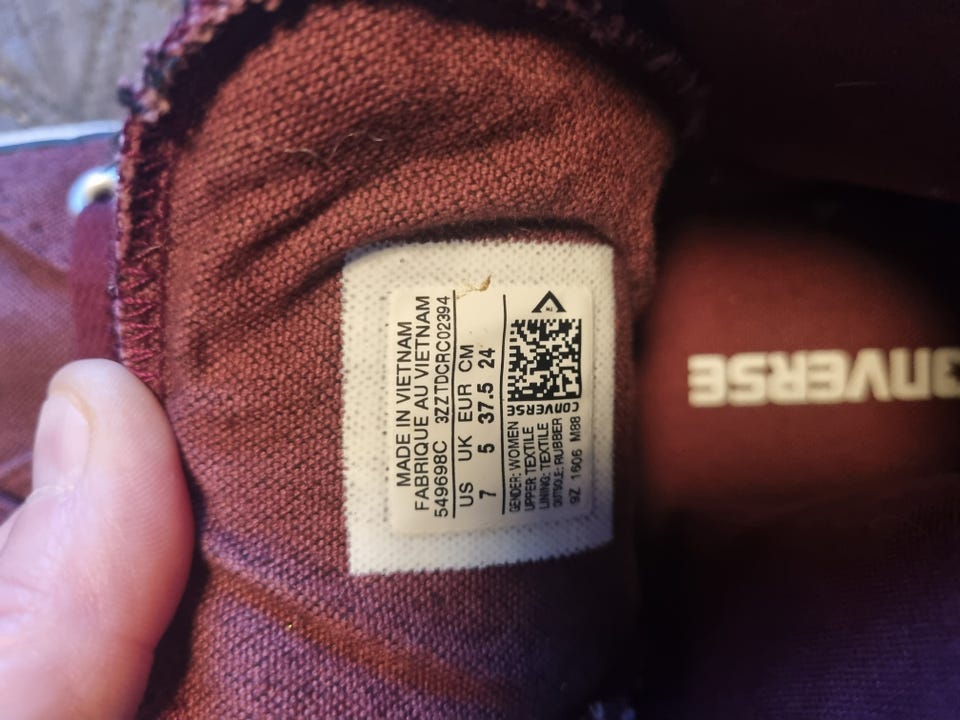 MADE IN VIETNAM
FABRIQUE AU VIETNAM
549698C 3ZZTDCRC02394
US UK EUR CM
7 5 37.5 24
CONVERSE
GENDER: WOMEN
UPPER: TEXTILE
LINING: TEXTILE
OUTSOLE: RUBBER
9Z 1606 M88
CONVERSE